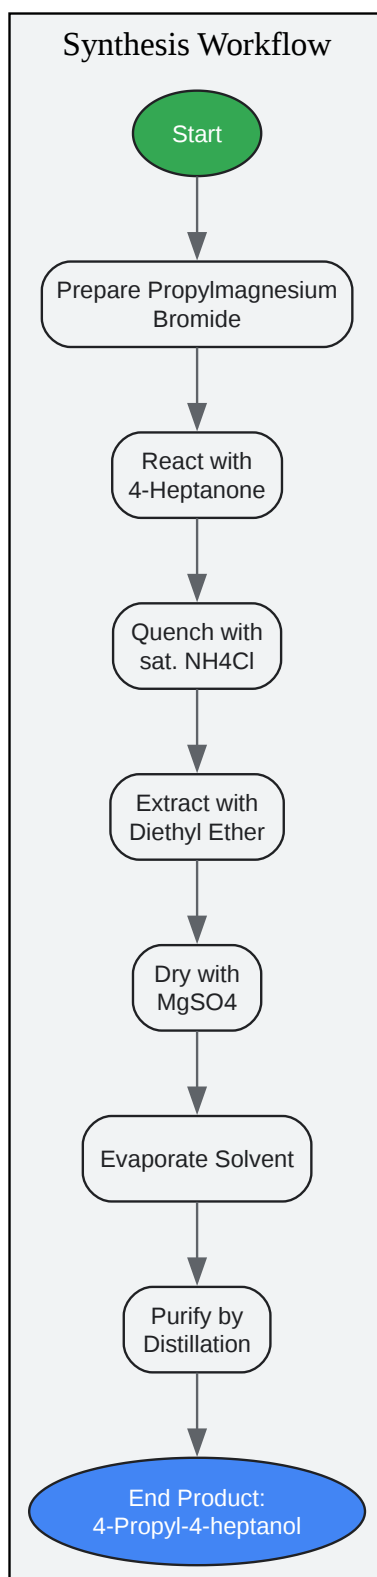 Synthesis Workflow
Start
Prepare Propylmagnesium
Bromide
React with
4-Heptanone
Quench with
sat. NH4Cl
Extract with
Diethyl Ether
Dry with
MgSO4
Evaporate Solvent
Purify by
Distillation
End Product:
4-Propyl-4-heptanol